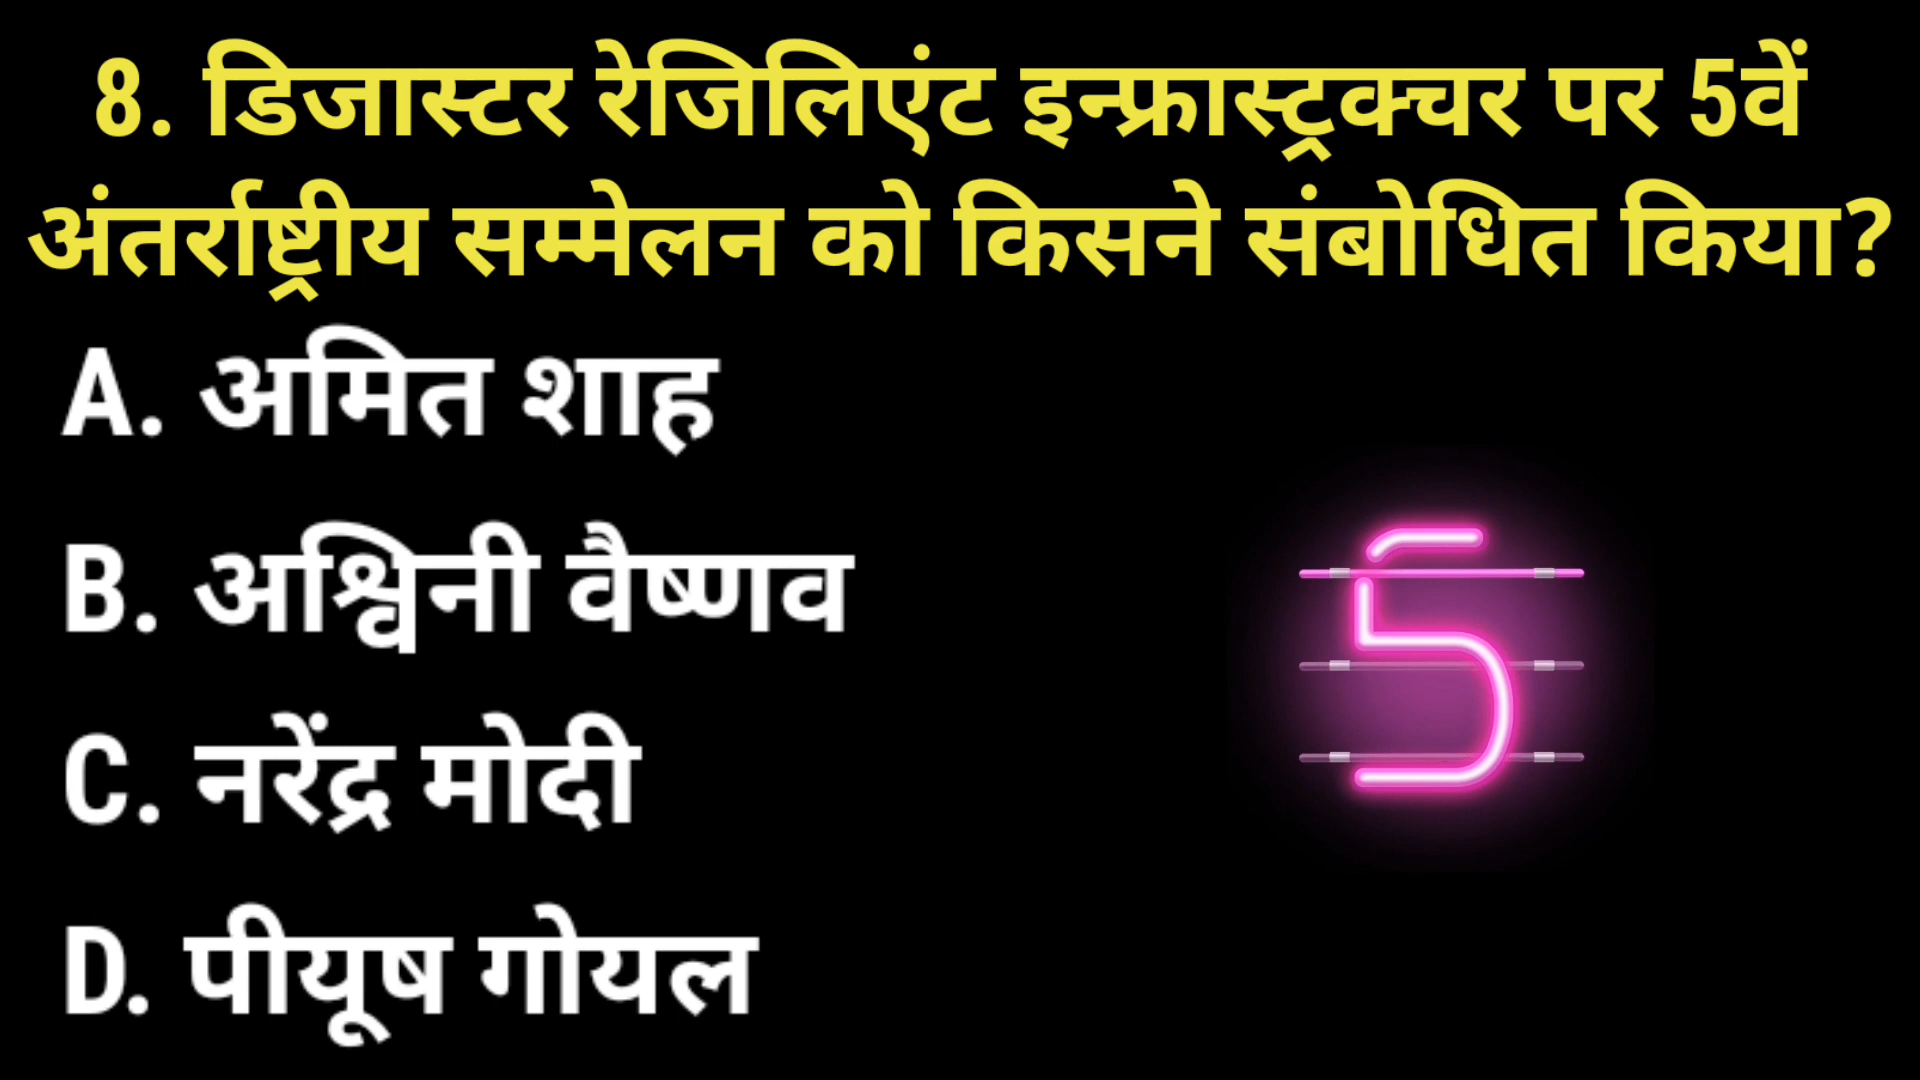 8. डिजास्टर रेजिलिएंट इन्फ्रास्ट्रक्चर पर 5वें
अंतर्राष्ट्रीय सम्मेलन को किसने संबोधित किया?
A. अमित शाह
B. अश्विनी वैष्णव
5
C. नरेंद्र मोदी
D. पीयूष गोयल